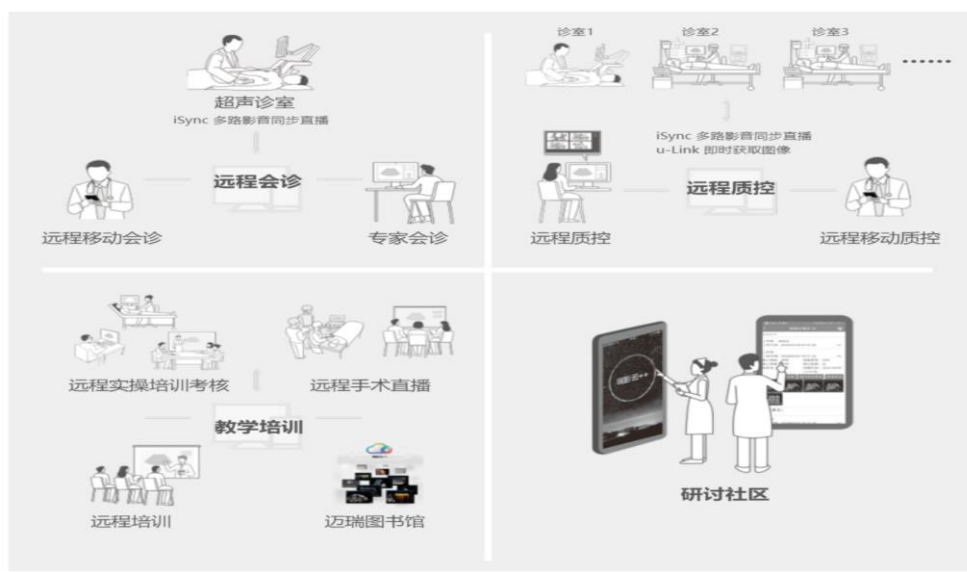 超声诊室
iSync 多路影音同步直播
远程会诊
远程移动会诊
专家会诊
诊室1
诊室2
诊室3
······
iSync 多路影音同步直播
u-Link 即时获取图像
远程质控
远程质控
远程移动质控
远程实操培训考核
远程手术直播
教学培训
远程培训
迈瑞图书馆
瑞影云++
研讨社区